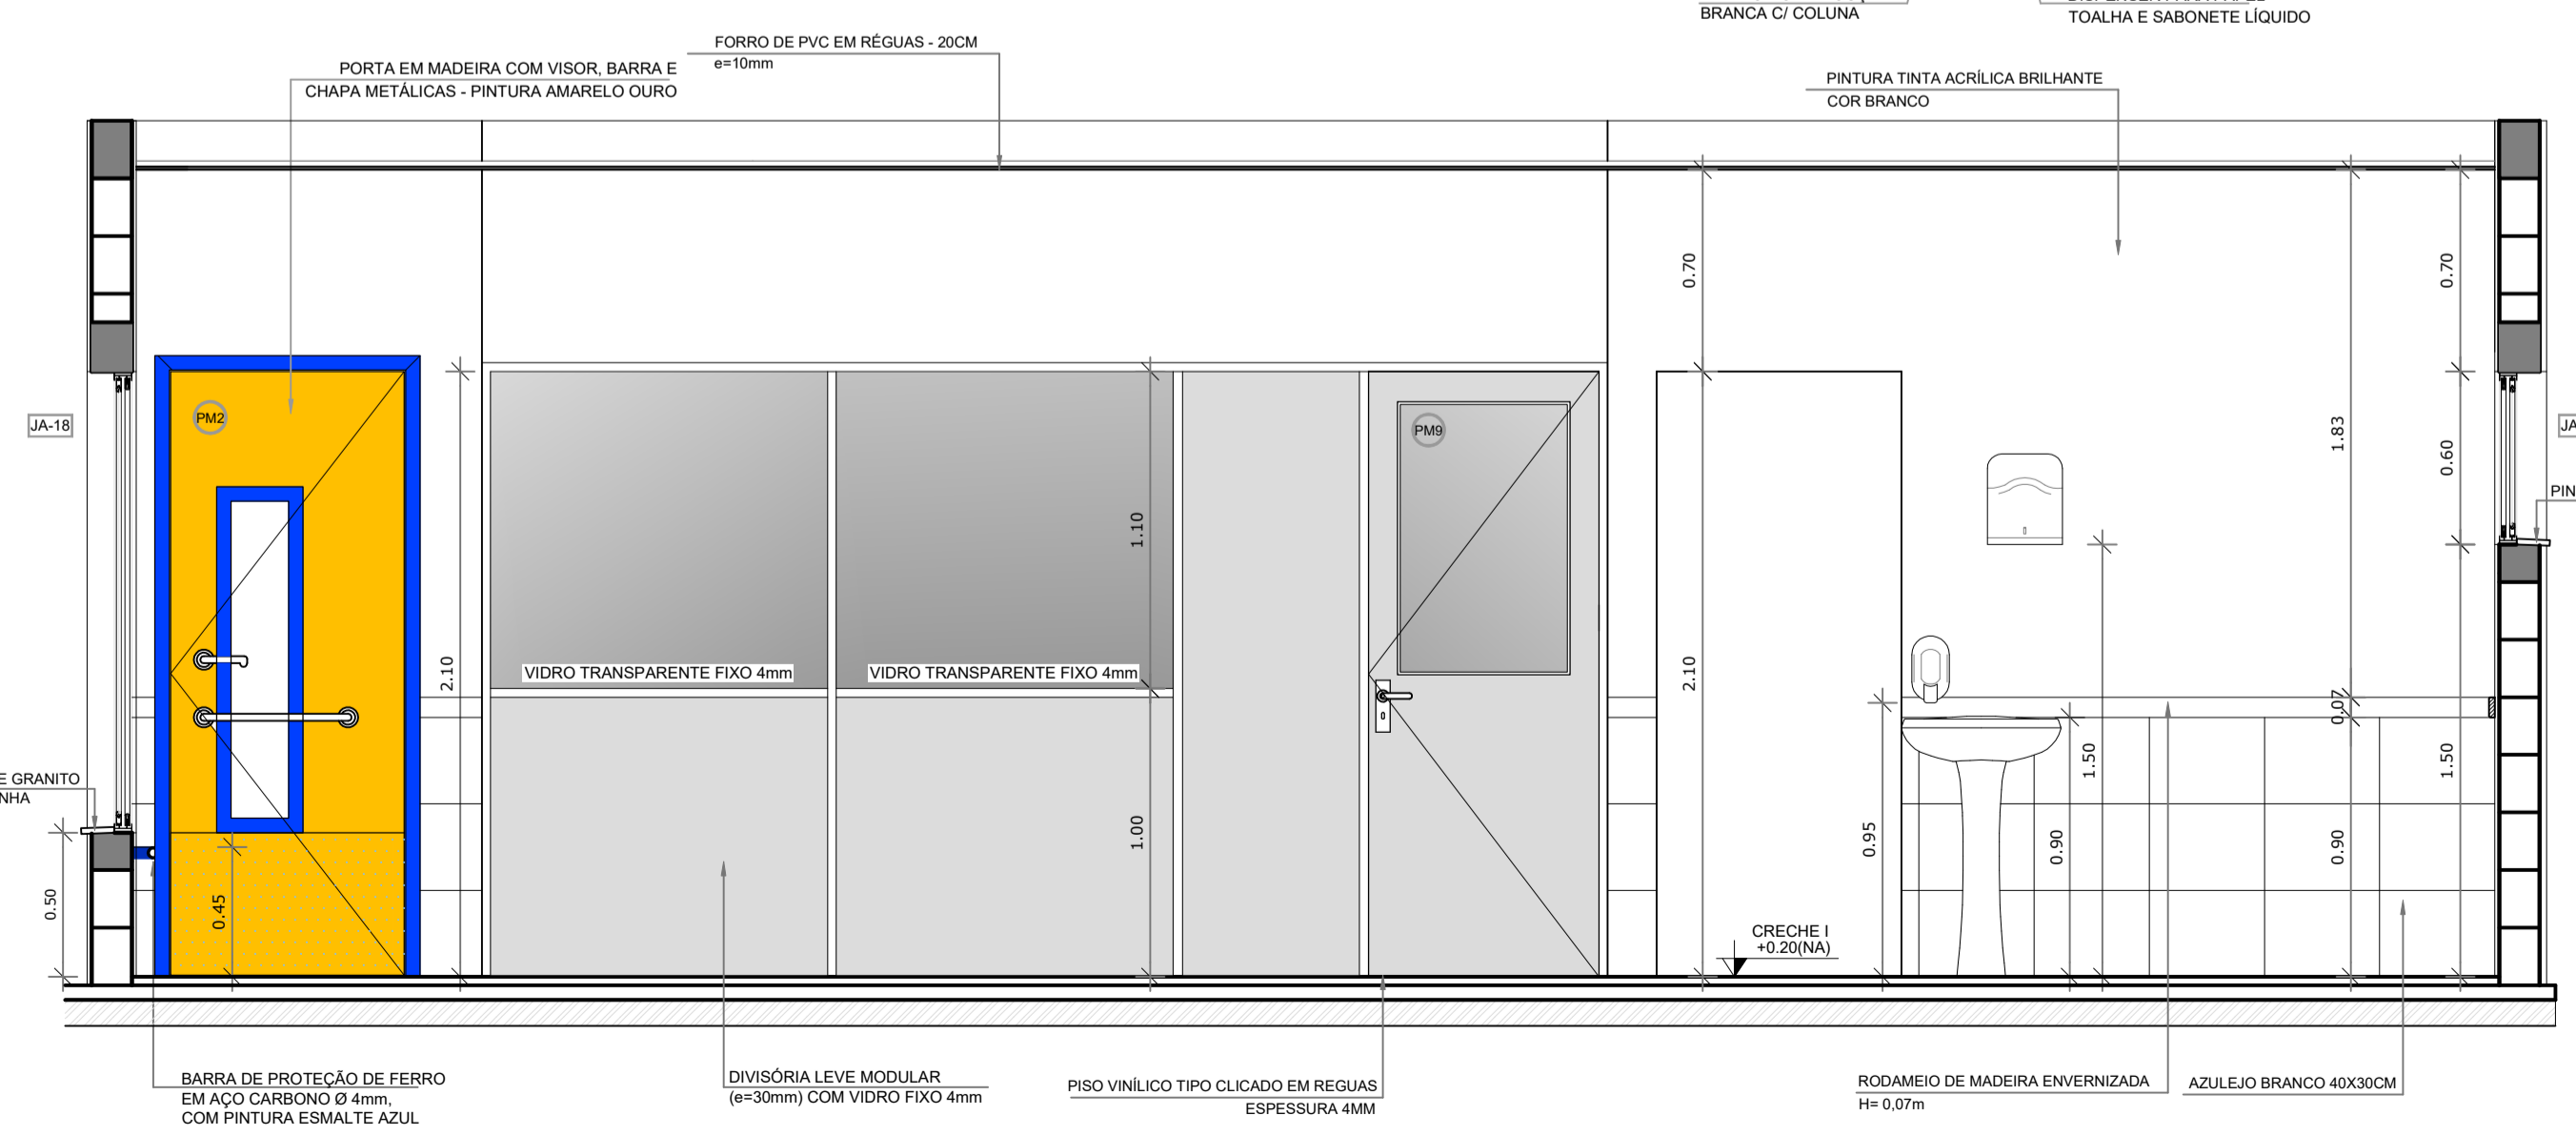 BRANCA C/ COLUNA
TOALHA E SABONETE LÍQUIDO
FORRO DE PVC EM RÉGUAS - 20CM
e=10mm
PORTA EM MADEIRA COM VISOR, BARRA E
CHAPA METÁLICAS - PINTURA AMARELO OURO
PINTURA TINTA ACRÍLICA BRILHANTE
COR BRANCO
JA-18
PM2
PM9
JA
PIN
0.70
0.70
1.83
0.60
1.10
2.10
2.10
VIDRO TRANSPARENTE FIXO 4mm
VIDRO TRANSPARENTE FIXO 4mm
0.07
1.50
1.50
E GRANITO
NHA
1.00
0.95
0.90
0.90
0.50
0.45
CRECHE I
+0.20(NA)
BARRA DE PROTEÇÃO DE FERRO
EM AÇO CARBONO Ø 4mm,
COM PINTURA ESMALTE AZUL
DIVISÓRIA LEVE MODULAR
(e=30mm) COM VIDRO FIXO 4mm
PISO VINÍLICO TIPO CLICADO EM REGUAS
ESPESSURA 4MM
RODAMEIO DE MADEIRA ENVERNIZADA
H= 0,07m
AZULEJO BRANCO 40X30CM